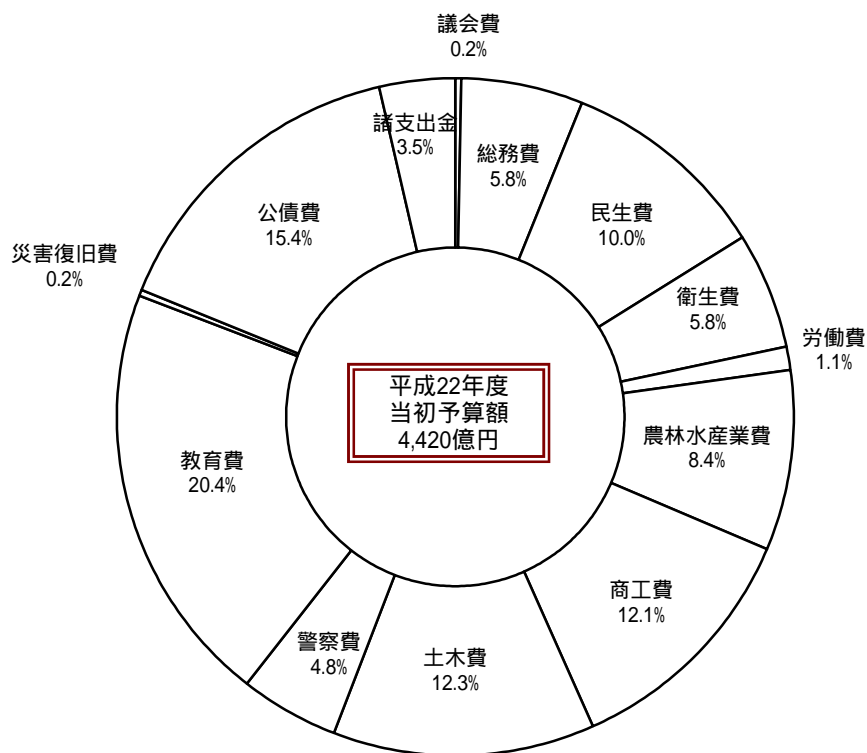 議会費
0.2%
総務費
5.8%
民生費
10.0%
衛生費
5.8%
労働費
1.1%
農林水産業費
8.4%
商工費
12.1%
土木費
12.3%
警察費
4.8%
教育費
20.4%
災害復旧費
0.2%
公債費
15.4%
諸支出金
3.5%
平成22年度
当初予算額
4,420億円